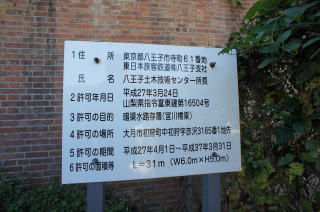 1 住 所 東京都八王子市寺町61番地
東日本旅客鉄道㈱八王子支社
氏 名 八王子土木技術センター所長
2 許可年月日 平成27年3月24日
山梨県指令富東建第16504号
3 許可の目的 暗渠水路存置(宮川橋梁)
4 許可の場所 大月市初狩町中初狩字赤沢3165番1地先
5 許可の期間 平成27年4月1日~平成37年3月31日
6 許可の面積等 L=31m (W6.0m×H5.0m)